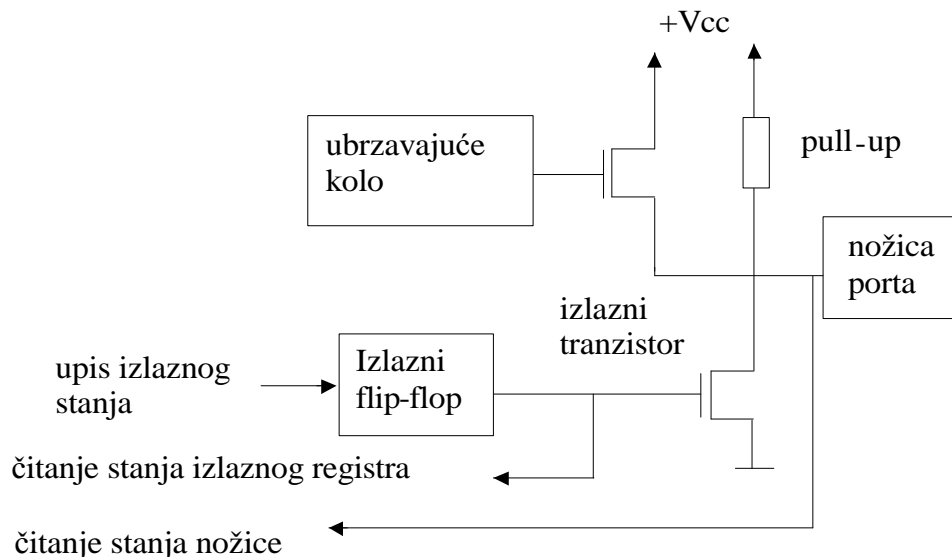 +Vcc
ubrzavajuće
kolo
pull-up
nožica
porta
izlazni
tranzistor
upis izlaznog
stanja
Izlazni
flip-flop
čitanje stanja izlaznog registra
čitanje stanja nožice